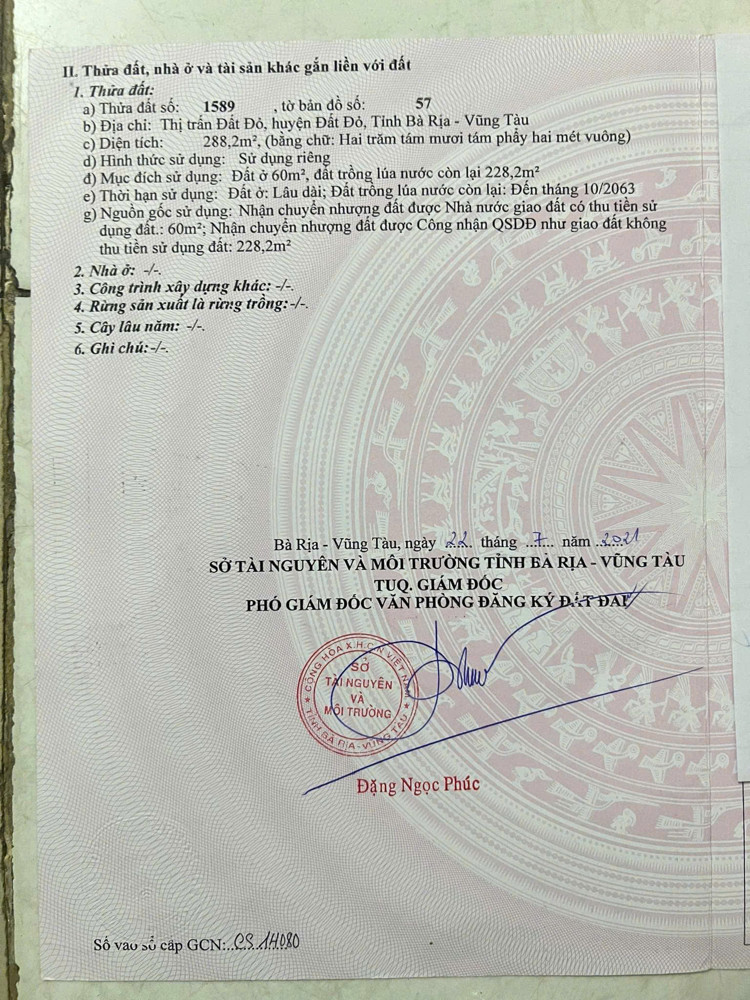 II. Thửa đất, nhà ở và tài sản khác gắn liền với đất
1. Thửa đất:
a) Thửa đất số: 1589 , tờ bản đồ số: 57
b) Địa chỉ: Thị trấn Đất Đỏ, huyện Đất Đỏ, Tỉnh Bà Rịa - Vũng Tàu
c) Diện tích: 288,2m², (bằng chữ: Hai trăm tám mươi tám phẩy hai mét vuông)
d) Hình thức sử dụng: Sử dụng riêng
đ) Mục đích sử dụng: Đất ở 60m², đất trồng lúa nước còn lại 228,2m²
e) Thời hạn sử dụng: Đất ở: Lâu dài; Đất trồng lúa nước còn lại: Đến tháng 10/2063
g) Nguồn gốc sử dụng: Nhận chuyển nhượng đất được Nhà nước giao đất có thu tiền sử
dụng đất.: 60m²; Nhận chuyển nhượng đất được Công nhận QSDĐ như giao đất không
thu tiền sử dụng đất: 228,2m²
2. Nhà ở: -/-.
3. Công trình xây dựng khác: -/-.
4. Rừng sản xuất là rừng trồng:-/-.
5. Cây lâu năm: -/-.
6. Ghi chú:-/-.
Bà Rịa - Vũng Tàu, ngày 22 tháng 7 năm 2021
SỞ TÀI NGUYÊN VÀ MÔI TRƯỜNG TỈNH BÀ RỊA - VŨNG TÀU
TUQ. GIÁM ĐỐC
PHÓ GIÁM ĐỐC VĂN PHÒNG ĐĂNG KÝ ĐẤT ĐAI
CỘNG HÒA X.H.C.N VIỆT NAM
SỞ
TÀI NGUYÊN
VÀ
MÔI TRƯỜNG
TỈNH BÀ RỊA - VŨNG TÀU
Đặng Ngọc Phúc
Số vào sổ cấp GCN: CS 14080